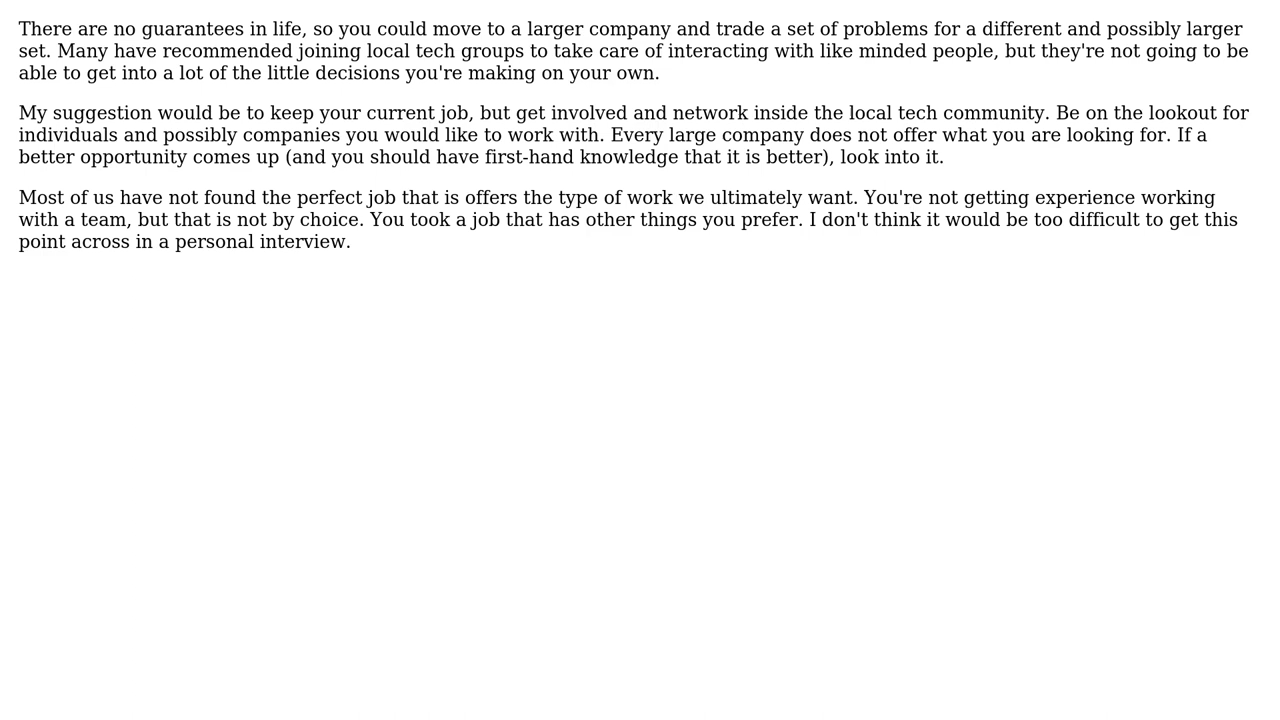 There are no guarantees in life, so you could move to a larger company and trade a set of problems for a different and possibly larger
set. Many have recommended joining local tech groups to take care of interacting with like minded people, but they're not going to be
able to get into a lot of the little decisions you're making on your own.
My suggestion would be to keep your current job, but get involved and network inside the local tech community. Be on the lookout for
individuals and possibly companies you would like to work with. Every large company does not offer what you are looking for. If a
better opportunity comes up (and you should have first-hand knowledge that it is better), look into it.
Most of us have not found the perfect job that is offers the type of work we ultimately want. You're not getting experience working
with a team, but that is not by choice. You took a job that has other things you prefer. I don't think it would be too difficult to get this
point across in a personal interview.